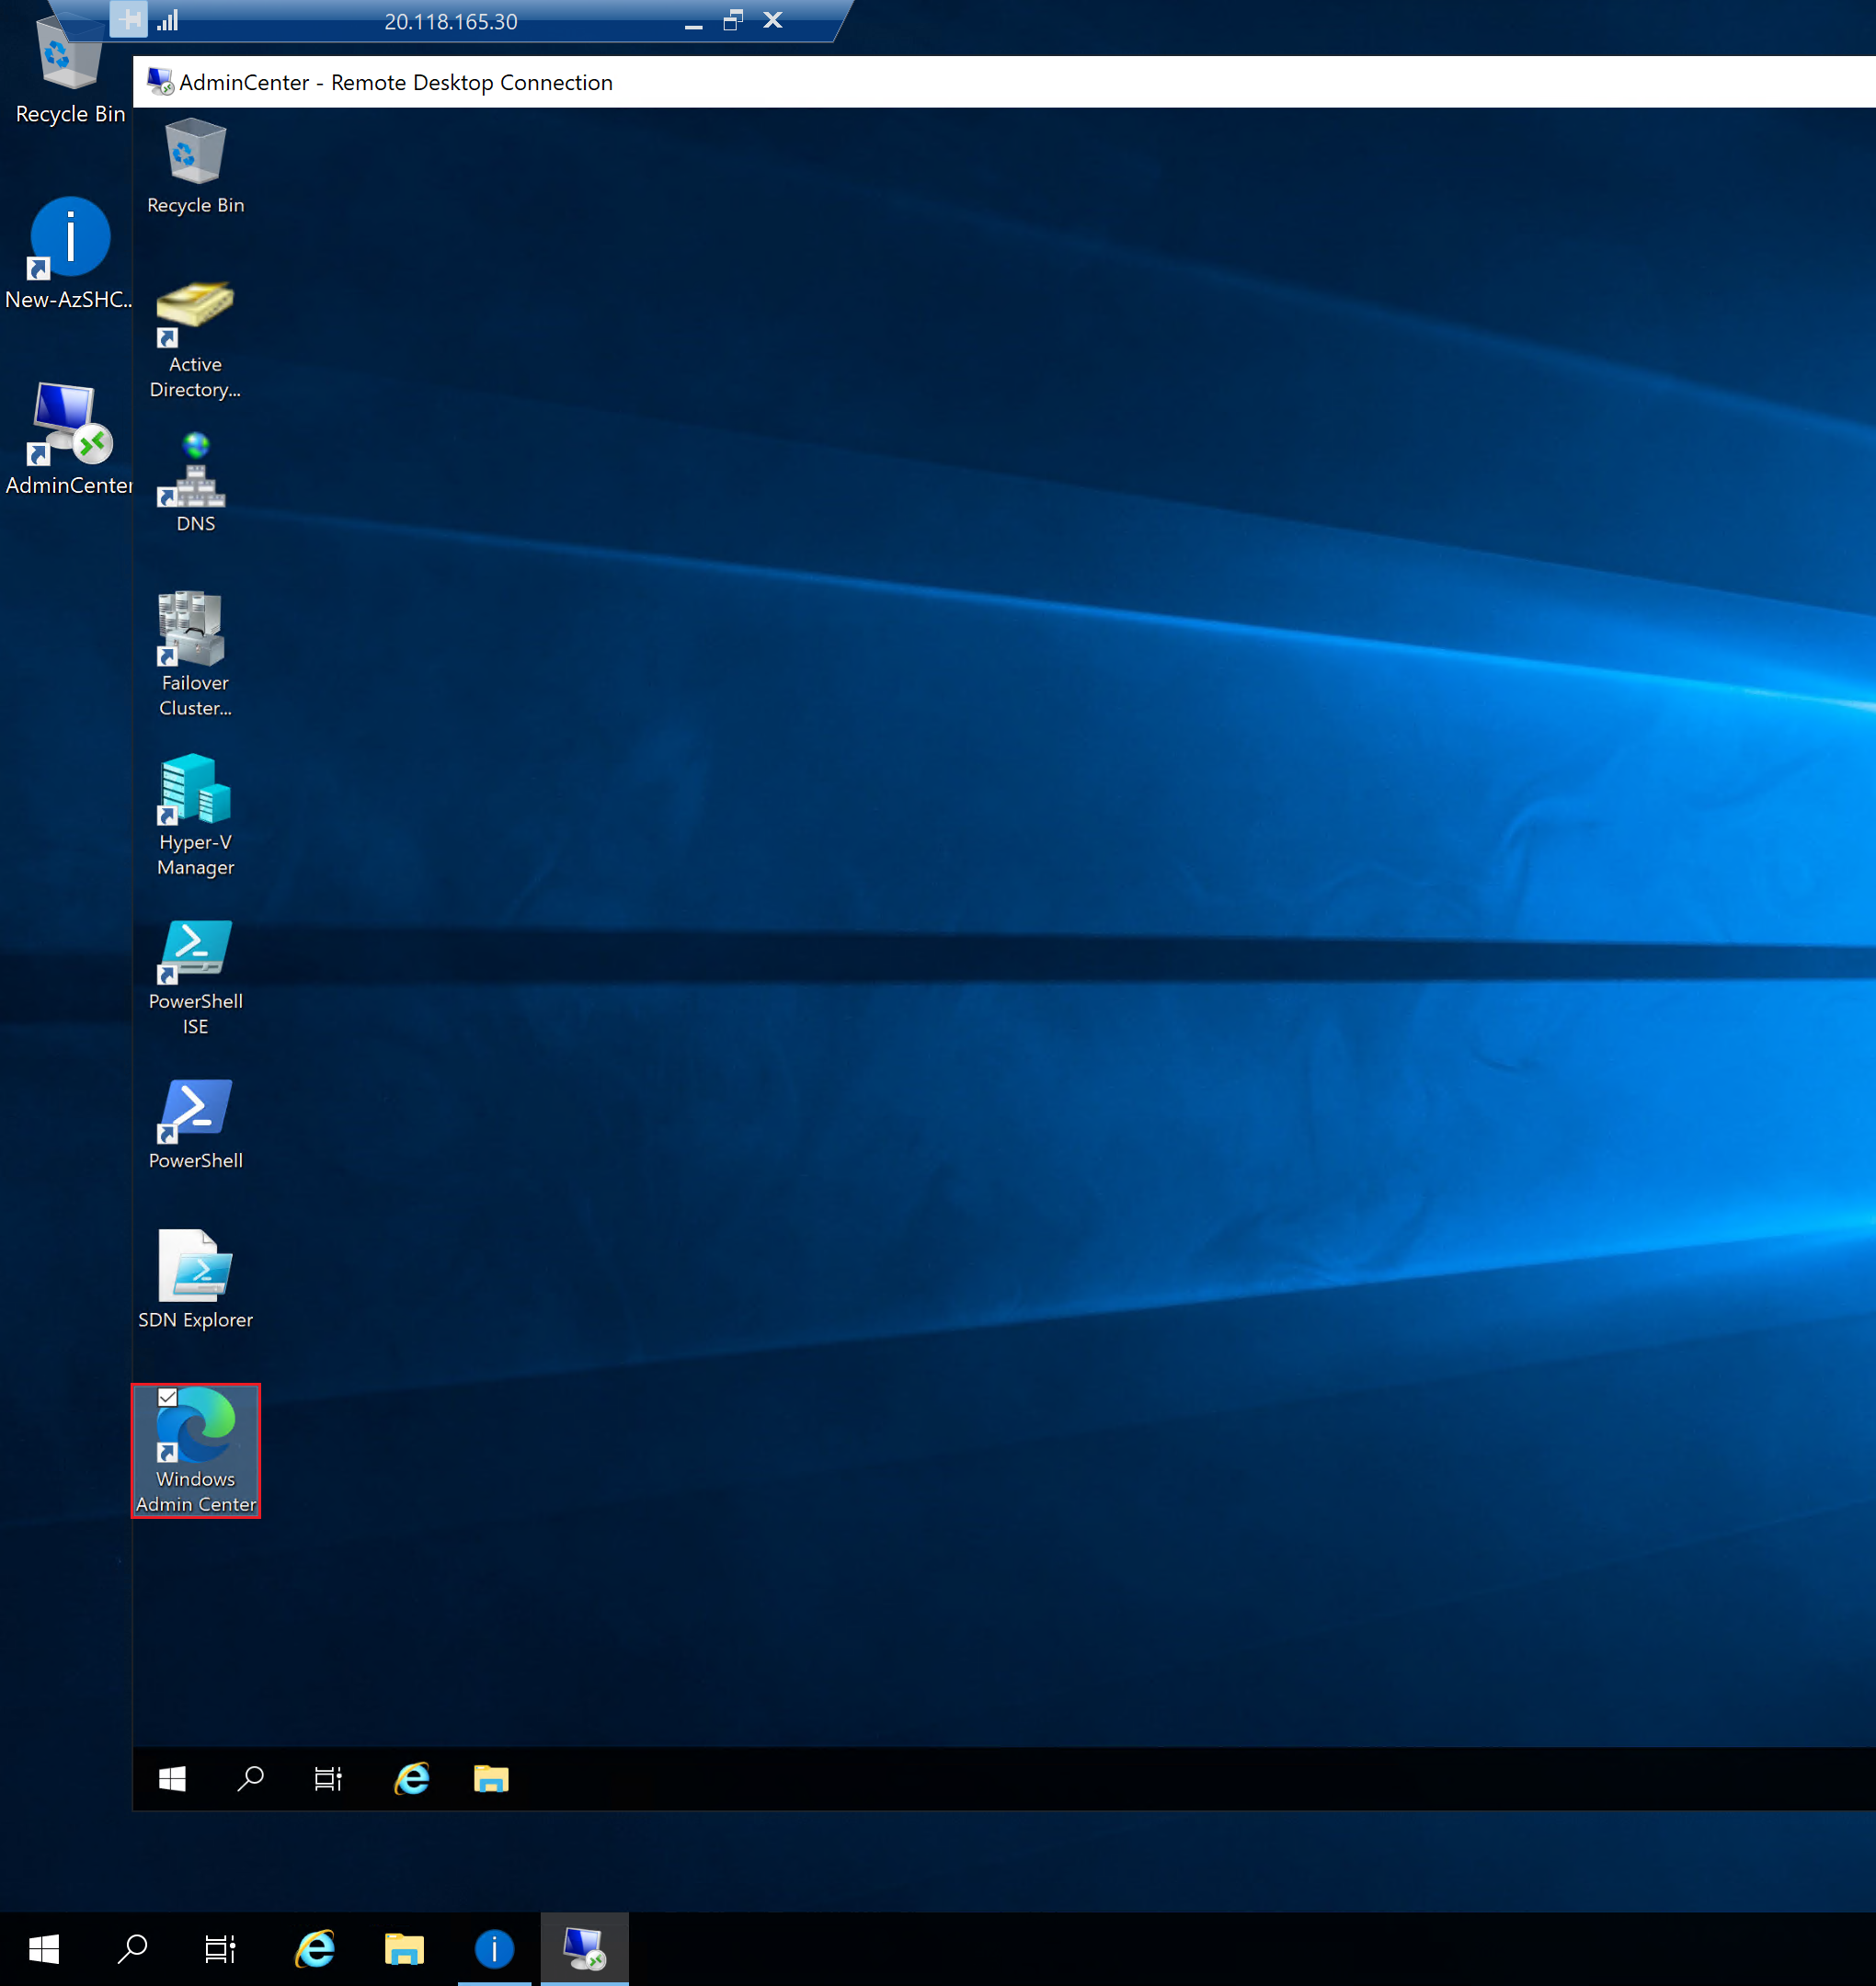 20.118.165.30
AdminCenter - Remote Desktop Connection
Recycle Bin
New-AzSHC...
AdminCenter
Recycle Bin
Active
Directory...
DNS
Failover
Cluster...
Hyper-V
Manager
PowerShell
ISE
PowerShell
SDN Explorer
Windows
Admin Center